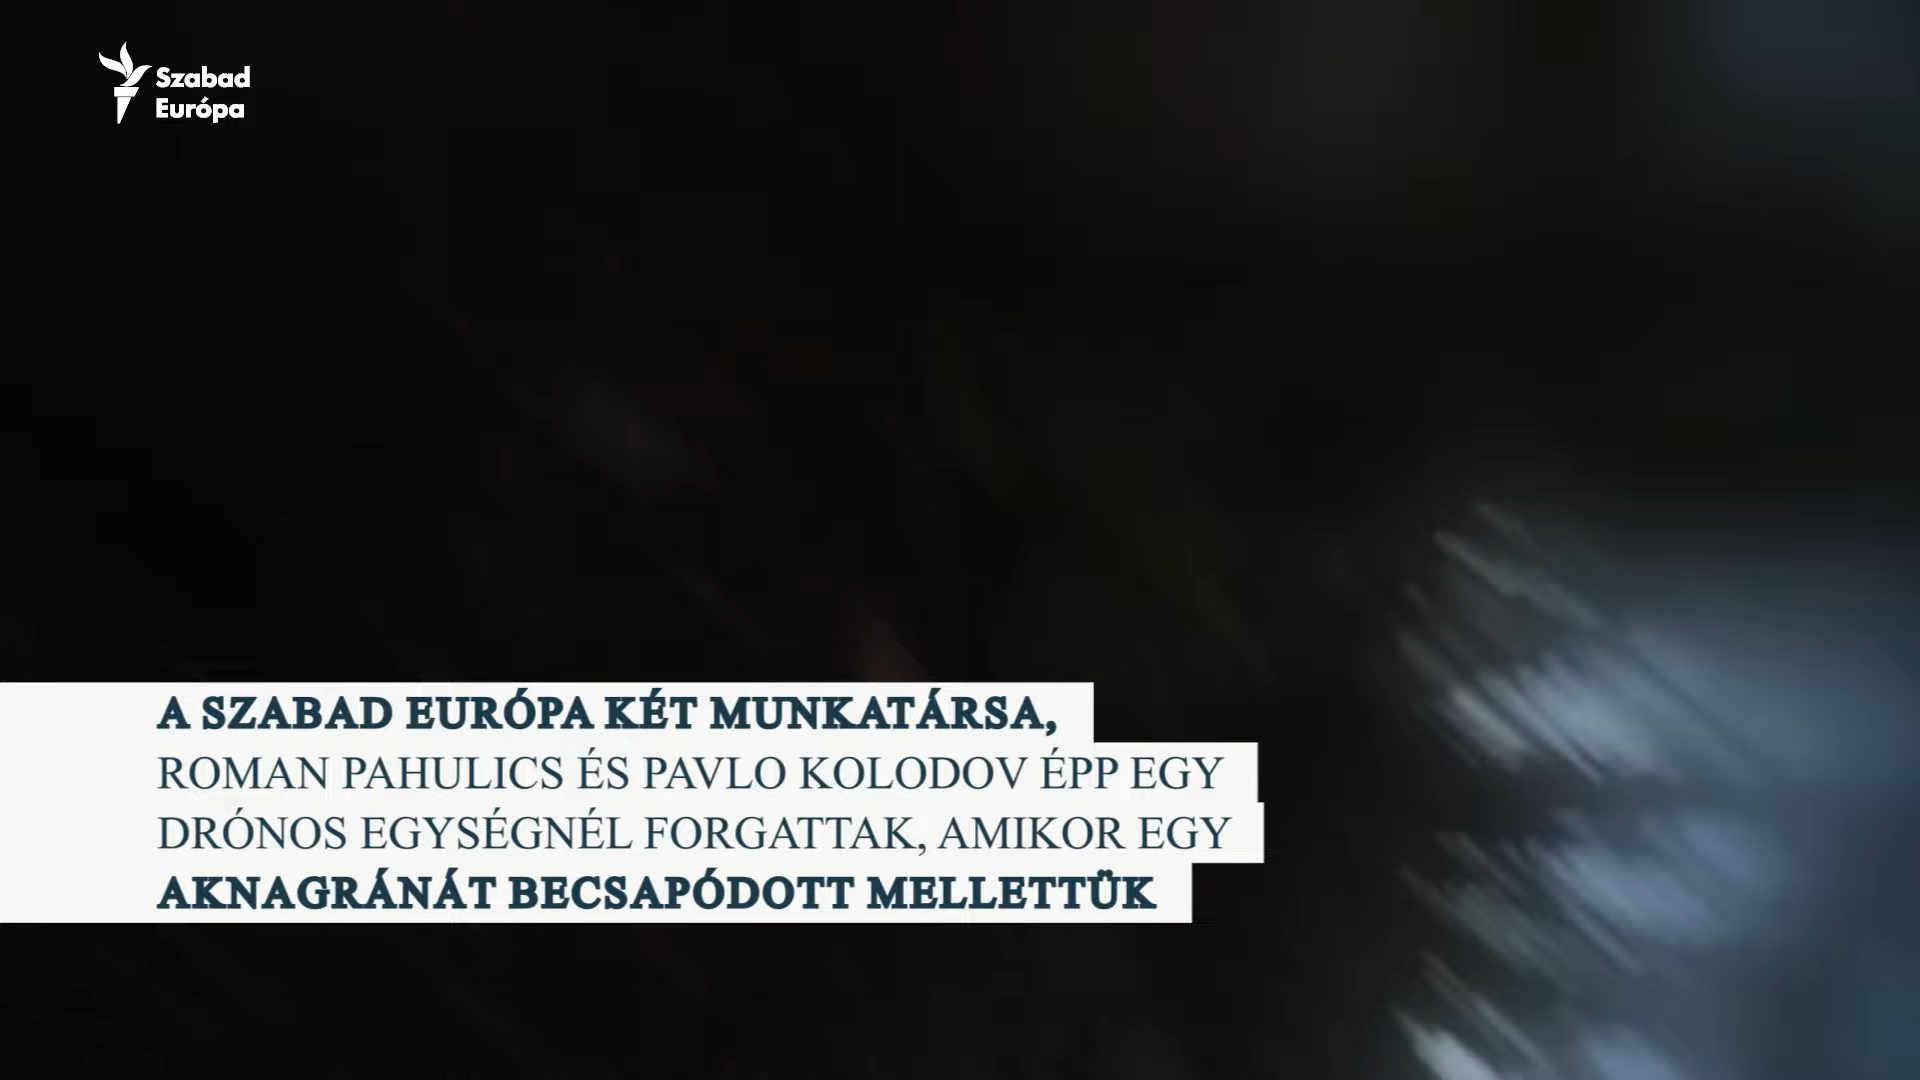 Szabad
Európa
A SZABAD EURÓPA KÉT MUNKATÁRSA,
ROMAN PAHULICS ÉS PAVLO KOLODOV ÉPP EGY
DRÓNOS EGYSÉGNÉL FORGATTAK, AMIKOR EGY
AKNAGRÁNÁT BECSAPÓDOTT MELLETTÜK